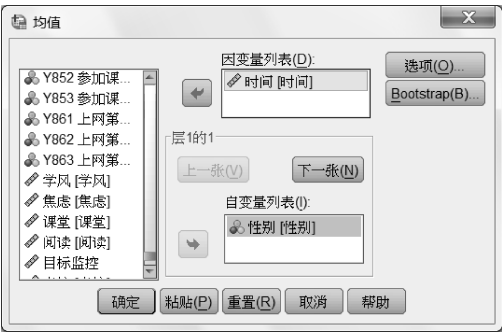 均值
Y852 参加课...
Y853 参加课...
Y861 上网第...
Y862 上网第...
Y863 上网第...
学风 [学风]
焦虑 [焦虑]
课堂 [课堂]
阅读 [阅读]
目标监控
因变量列表(D):
时间 [时间]
层1的1
上一张(V)
下一张(N)
自变量列表(I):
性别 [性别]
选项(O)...
Bootstrap(B)...
确定
粘贴(P)
重置(R)
取消
帮助